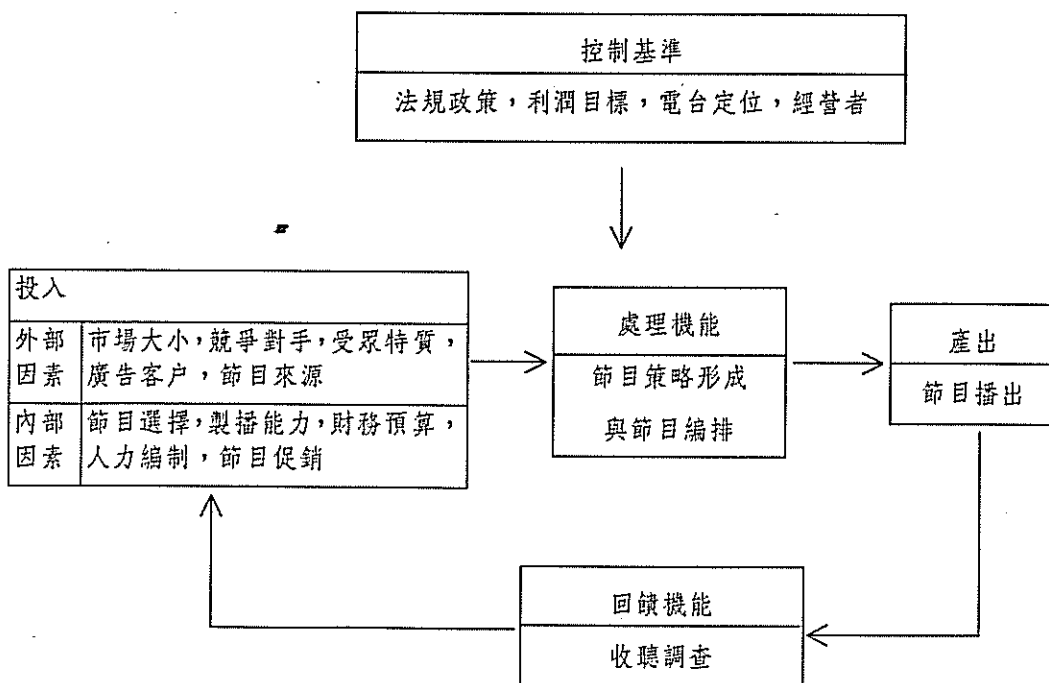 控制基準
法規政策，利潤目標，電台定位，經營者
投入
外部因素
市場大小，競爭對手，受眾特質，
廣告客户，節目來源
內部因素
節目選擇，製播能力，財務預算，
人力編制，節目促銷
處理機能
節目策略形成
與節目編排
產出
節目播出
回饋機能
收聽調查